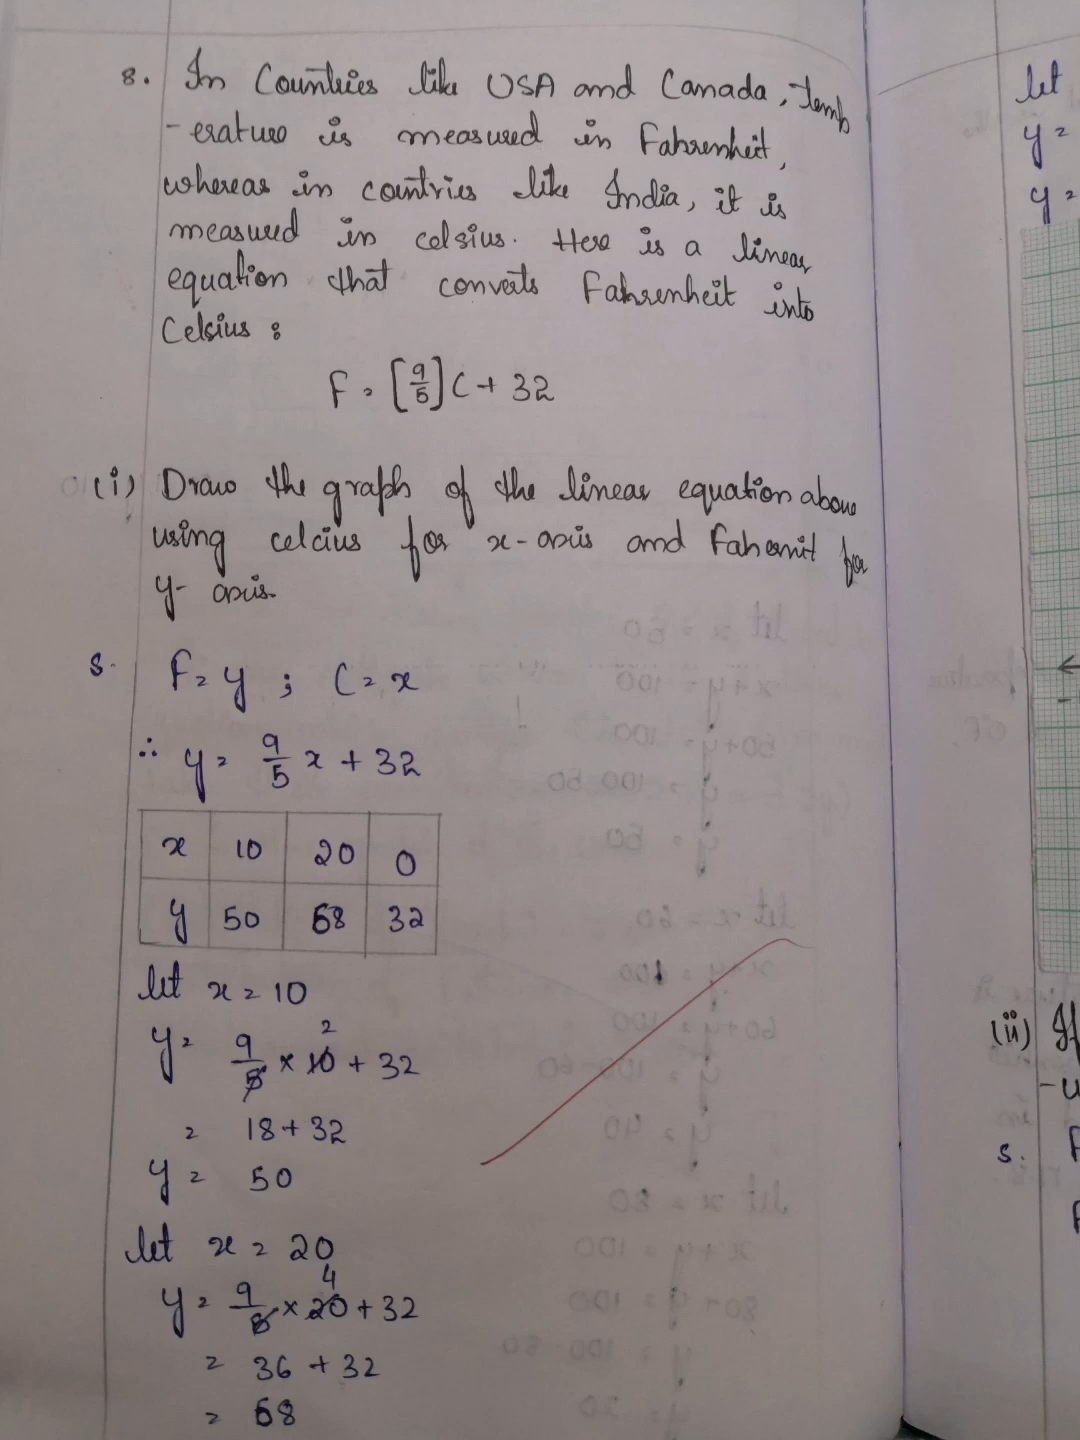 8. In Countries like USA and Canada, temp
-erature is measured in Fahrenheit,
whereas in countries like India, it is
measured in celsius. Here is a linear
equation that converts Fahrenheit into
Celsius :
F = [9/5] C + 32
(i) Draw the graph of the linear equation above
using celcius for x-axis and Fahernit for
y-axis.
S. F = y ; C = x
∴ y = 9/5 x + 32
x 10 20 0
y 50 68 32
let x = 10
y = 9/5 × 10 2 + 32
= 18 + 32
y = 50
let x = 20
y = 9/5 × 20 4 + 32
= 36 + 32
= 68
let
y =
y =
(ii) If
-u
S. F
F